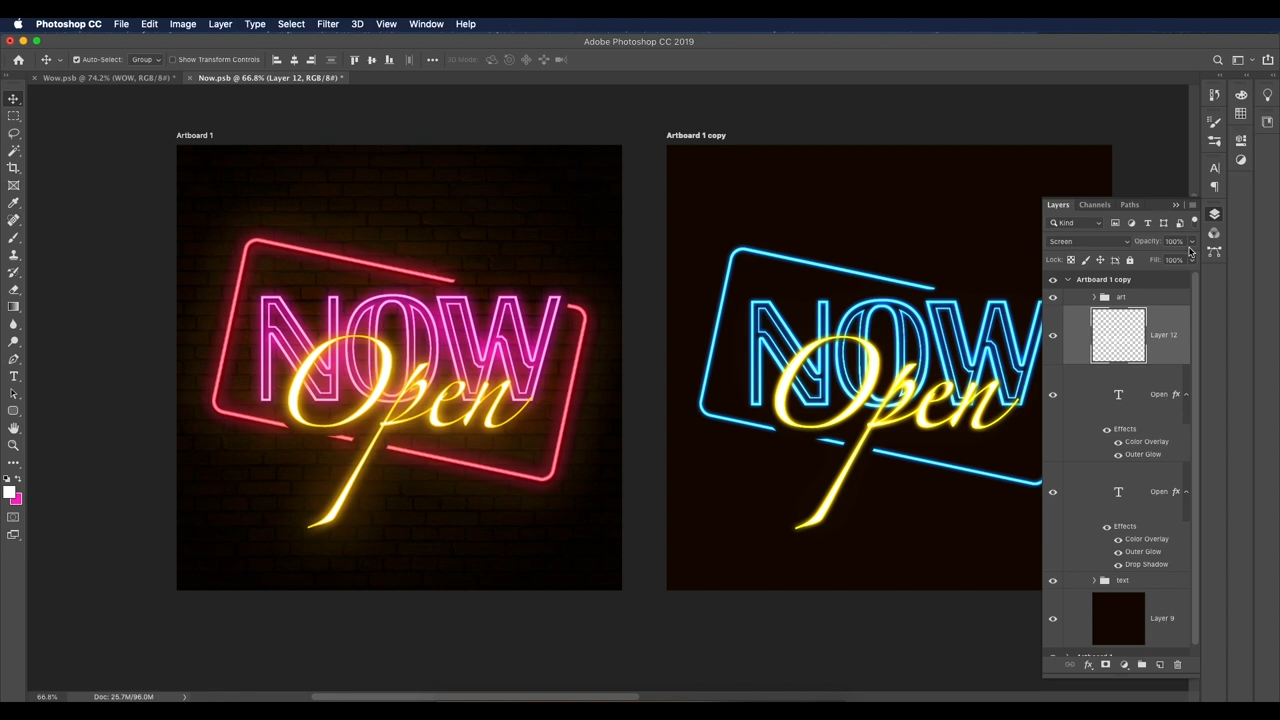 Photoshop CC File Edit Image Layer Type Select Filter 3D View Window Help
Adobe Photoshop CC 2019
Auto-Select: Group Show Transform Controls 3D Mode:
Wow.psb @ 74.2% (WOW, RGB/8#) * Now.psb @ 66.8% (Layer 12, RGB/8#) *
Artboard 1
NOW
Open
Artboard 1 copy
NOW
Open
Layers Channels Paths
Kind
Screen Opacity: 100%
Lock: Fill: 100%
Artboard 1 copy
art
Layer 12
T Open fx
Effects
Color Overlay
Outer Glow
T Open fx
Effects
Color Overlay
Outer Glow
Drop Shadow
text
Layer 9
66.8% Doc: 25.7M/96.0M